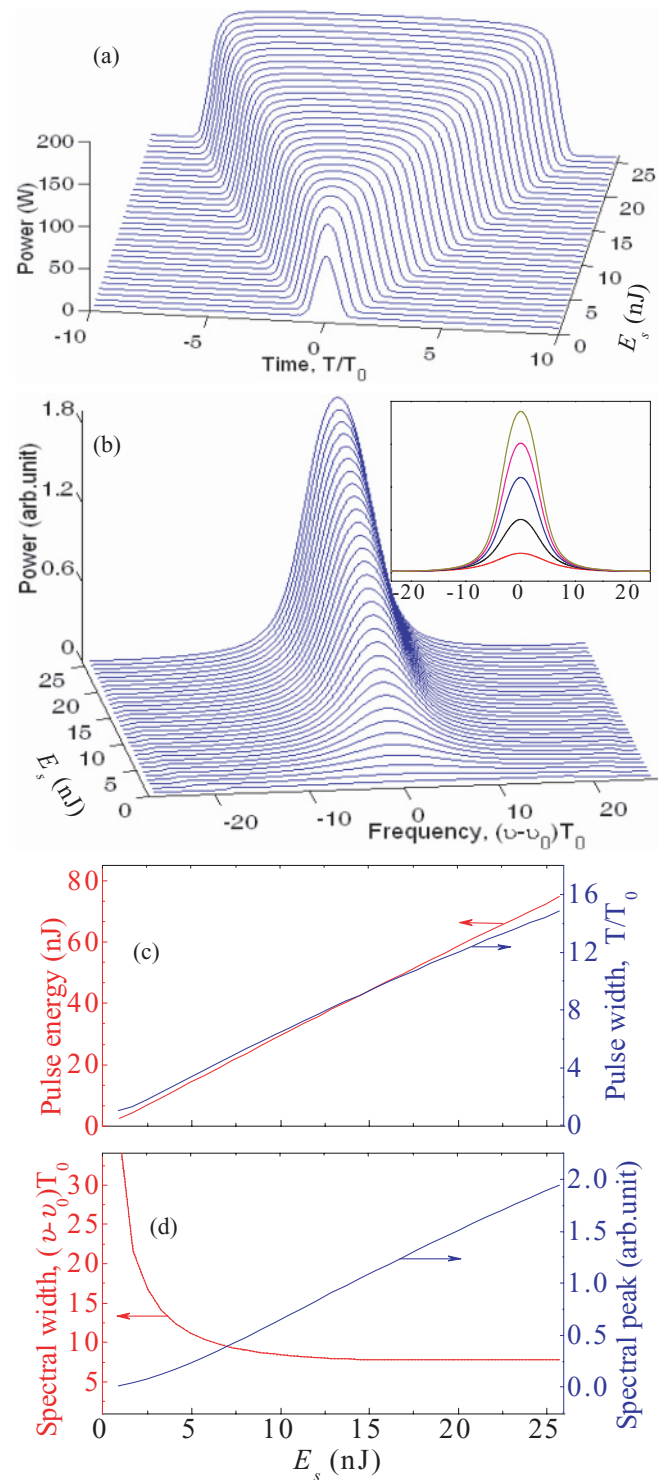 (a)
200
150
100
50
0
Power (W)
-10
-5
0
5
10
Time, T/T0
0
5
10
15
20
25
E_s (nJ)
1.8
1.2
0.6
0
Power (arb.unit)
(b)
-20 -10 0 10 20
25
20
15
10
5
0
E_s (nJ)
-20 -10 0 10 20
Frequency, (υ-υ0)T0
80
60
40
20
0
Pulse energy (nJ)
(c)
16
12
8
4
0
Pulse width, T/T0
30
25
20
15
10
5
Spectral width, (υ-υ0)T0
(d)
2.0
1.5
1.0
0.5
0.0
Spectral peak (arb.unit)
0 5 10 15 20 25
E_s (nJ)